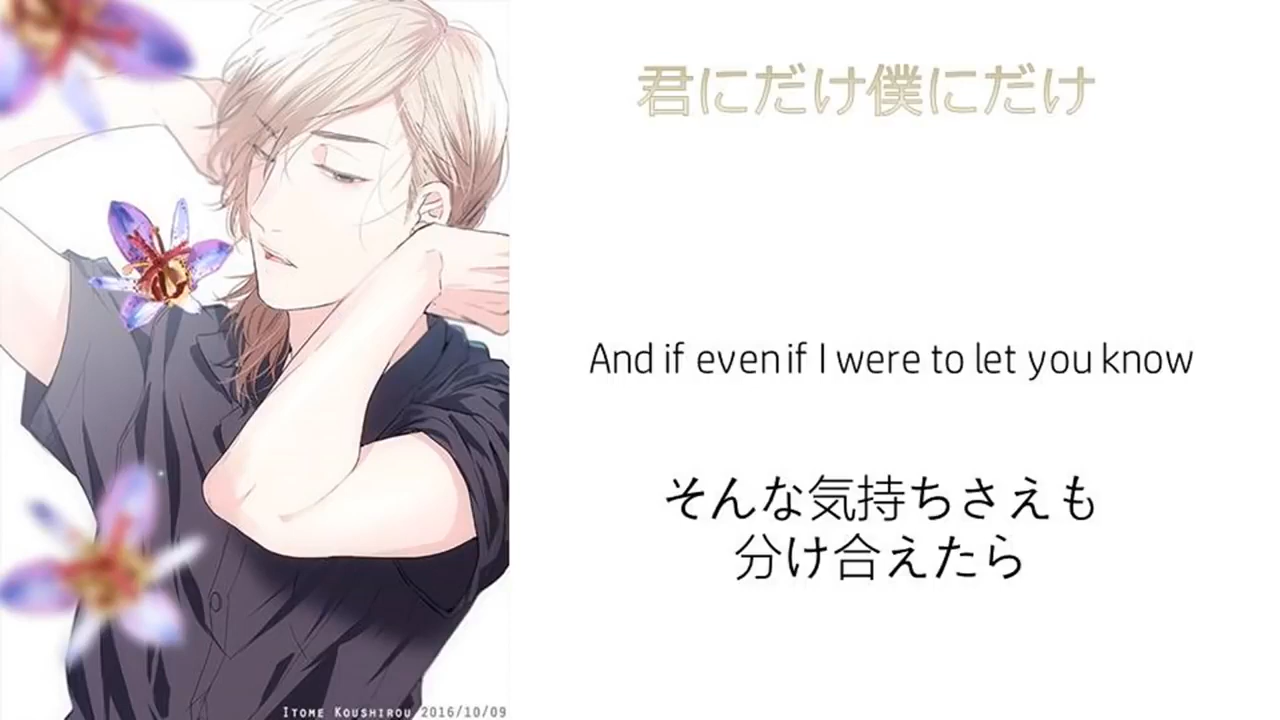 君にだけ僕にだけ
And if even if I were to let you know
そんな気持ちさえも
分け合えたら
ITOME KOUSHIROU 2016/10/09